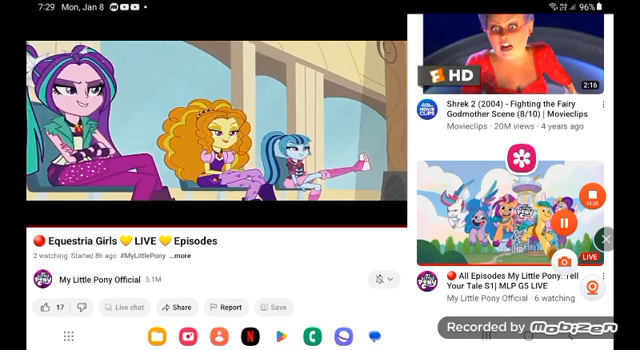 7:29 Mon, Jan 8
96%
HD
2:16
Shrek 2 (2004) - Fighting the Fairy
Godmother Scene (8/10) | Movieclips
Movieclips · 20M views · 4 years ago
MOVIE
CLIPS
LIVE
🔴 Equestria Girls 💛 LIVE 💛 Episodes
2 watching Started 8h ago #MyLittlePony ...more
My Little Pony Official 5.1M
17
Live chat
Share
Report
Save
🔴 All Episodes My Little Pony: Tell
Your Tale S1| MLP G5 LIVE
My Little Pony Official · 6 watching
Recorded by Mobizen